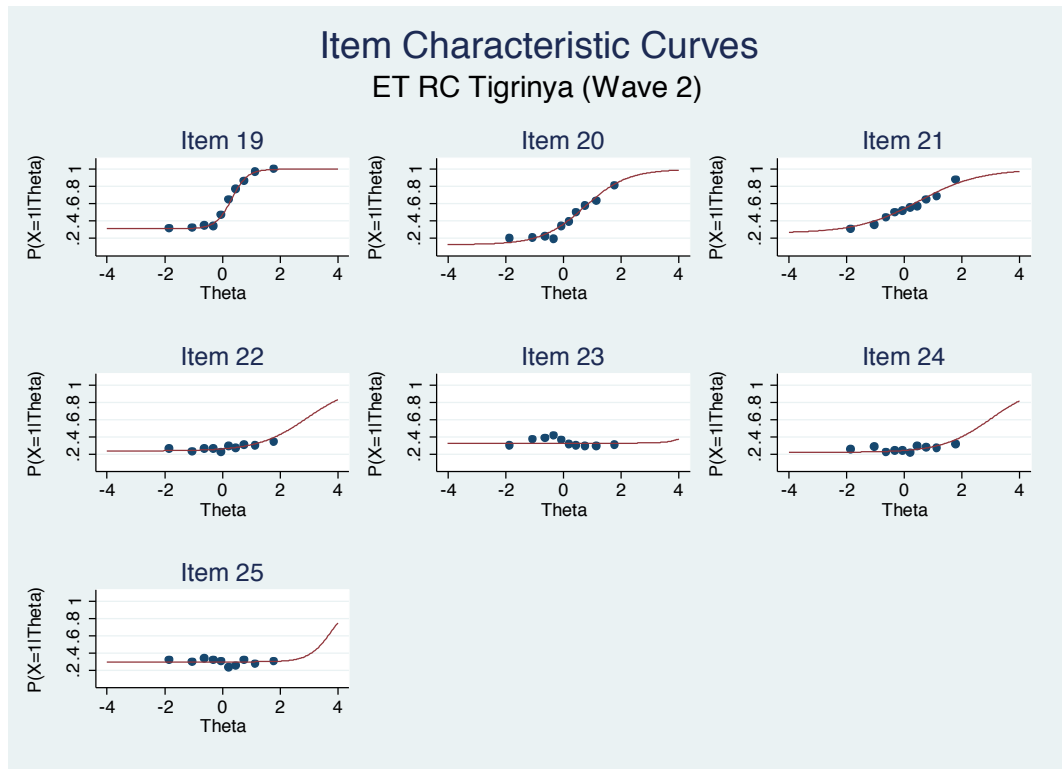 Item Characteristic Curves
ET RC Tigrinya (Wave 2)
Item 19
P(X=1|Theta)
.2 .4 .6 .8 1
-4 -2 0 2 4
Theta
Item 20
P(X=1|Theta)
.2 .4 .6 .8 1
-4 -2 0 2 4
Theta
Item 21
P(X=1|Theta)
.2 .4 .6 .8 1
-4 -2 0 2 4
Theta
Item 22
P(X=1|Theta)
.2 .4 .6 .8 1
-4 -2 0 2 4
Theta
Item 23
P(X=1|Theta)
.2 .4 .6 .8 1
-4 -2 0 2 4
Theta
Item 24
P(X=1|Theta)
.2 .4 .6 .8 1
-4 -2 0 2 4
Theta
Item 25
P(X=1|Theta)
.2 .4 .6 .8 1
-4 -2 0 2 4
Theta